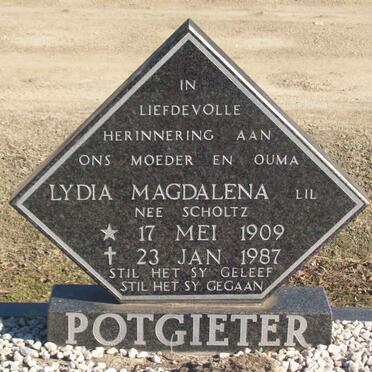 IN
LIEFDEVOLLE
HERINNERING AAN
ONS MOEDER EN OUMA
LYDIA MAGDALENA LIL
NEE SCHOLTZ
★ 17 MEI 1909
✝ 23 JAN 1987
STIL HET SY GELEEF
STIL HET SY GEGAAN
POTGIETER